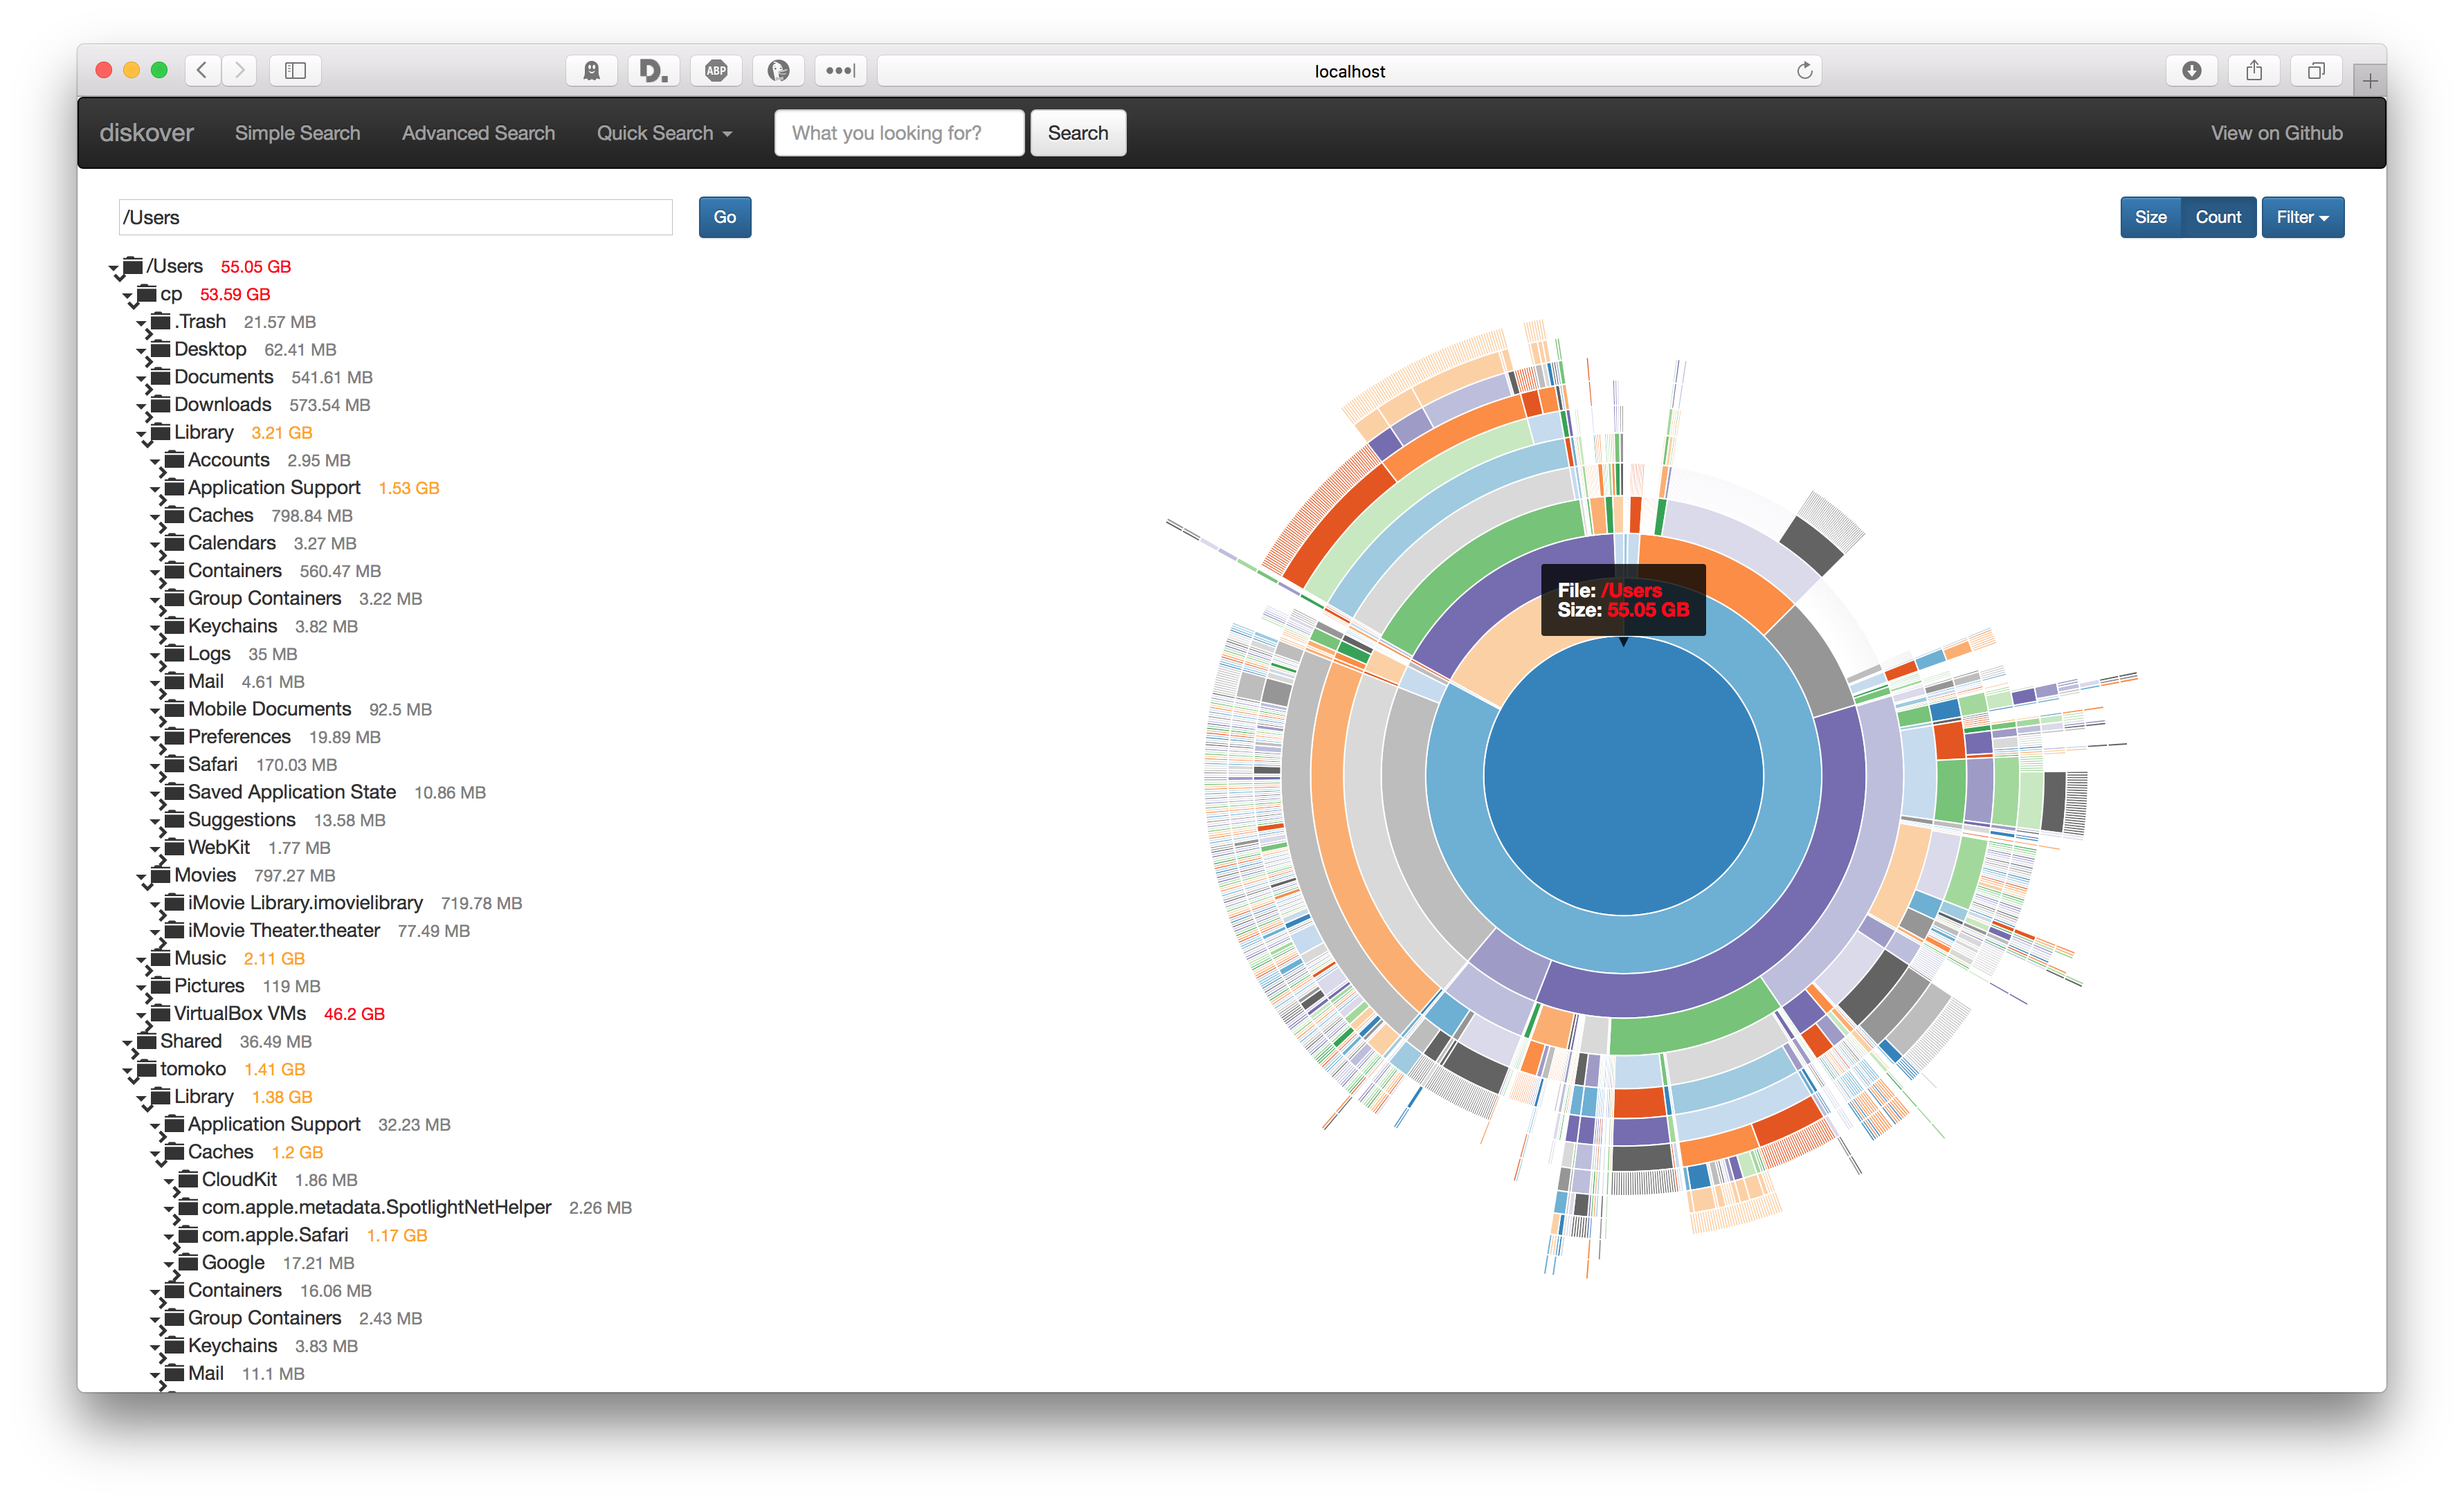 localhost
diskover Simple Search Advanced Search Quick Search What you looking for? Search View on Github
/Users Go Size Count Filter
/Users 55.05 GB
cp 53.59 GB
.Trash 21.57 MB
Desktop 62.41 MB
Documents 541.61 MB
Downloads 573.54 MB
Library 3.21 GB
Accounts 2.95 MB
Application Support 1.53 GB
Caches 798.84 MB
Calendars 3.27 MB
Containers 560.47 MB
Group Containers 3.22 MB
Keychains 3.82 MB
Logs 35 MB
Mail 4.61 MB
Mobile Documents 92.5 MB
Preferences 19.89 MB
Safari 170.03 MB
Saved Application State 10.86 MB
Suggestions 13.58 MB
WebKit 1.77 MB
Movies 797.27 MB
iMovie Library.imovielibrary 719.78 MB
iMovie Theater.theater 77.49 MB
Music 2.11 GB
Pictures 119 MB
VirtualBox VMs 46.2 GB
Shared 36.49 MB
tomoko 1.41 GB
Library 1.38 GB
Application Support 32.23 MB
Caches 1.2 GB
CloudKit 1.86 MB
com.apple.metadata.SpotlightNetHelper 2.26 MB
com.apple.Safari 1.17 GB
Google 17.21 MB
Containers 16.06 MB
Group Containers 2.43 MB
Keychains 3.83 MB
Mail 11.1 MB
File: /Users
Size: 55.05 GB
D.
ABP